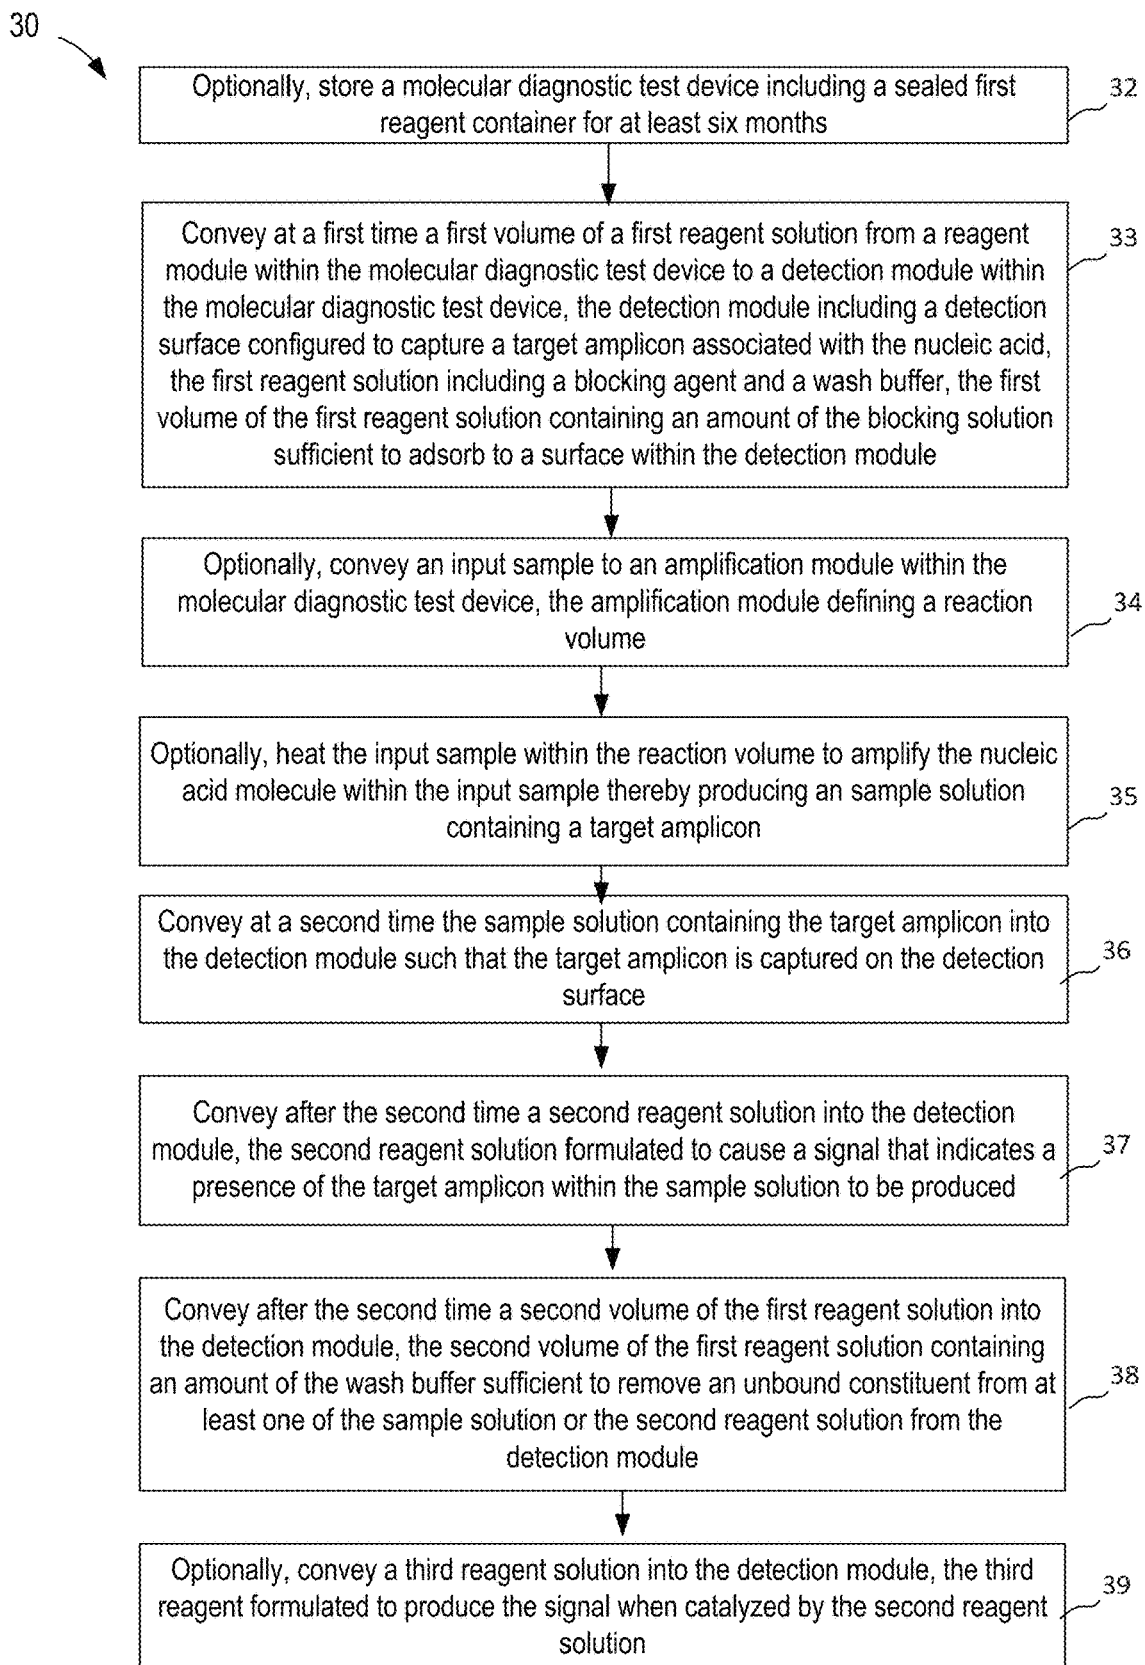 30
Optionally, store a molecular diagnostic test device including a sealed first
reagent container for at least six months
32
Convey at a first time a first volume of a first reagent solution from a reagent
module within the molecular diagnostic test device to a detection module within
the molecular diagnostic test device, the detection module including a detection
surface configured to capture a target amplicon associated with the nucleic acid,
the first reagent solution including a blocking agent and a wash buffer, the first
volume of the first reagent solution containing an amount of the blocking solution
sufficient to adsorb to a surface within the detection module
33
Optionally, convey an input sample to an amplification module within the
molecular diagnostic test device, the amplification module defining a reaction
volume
34
Optionally, heat the input sample within the reaction volume to amplify the nucleic
acid molecule within the input sample thereby producing an sample solution
containing a target amplicon
35
Convey at a second time the sample solution containing the target amplicon into
the detection module such that the target amplicon is captured on the detection
surface
36
Convey after the second time a second reagent solution into the detection
module, the second reagent solution formulated to cause a signal that indicates a
presence of the target amplicon within the sample solution to be produced
37
Convey after the second time a second volume of the first reagent solution into
the detection module, the second volume of the first reagent solution containing
an amount of the wash buffer sufficient to remove an unbound constituent from at
least one of the sample solution or the second reagent solution from the
detection module
38
Optionally, convey a third reagent solution into the detection module, the third
reagent formulated to produce the signal when catalyzed by the second reagent
solution
39